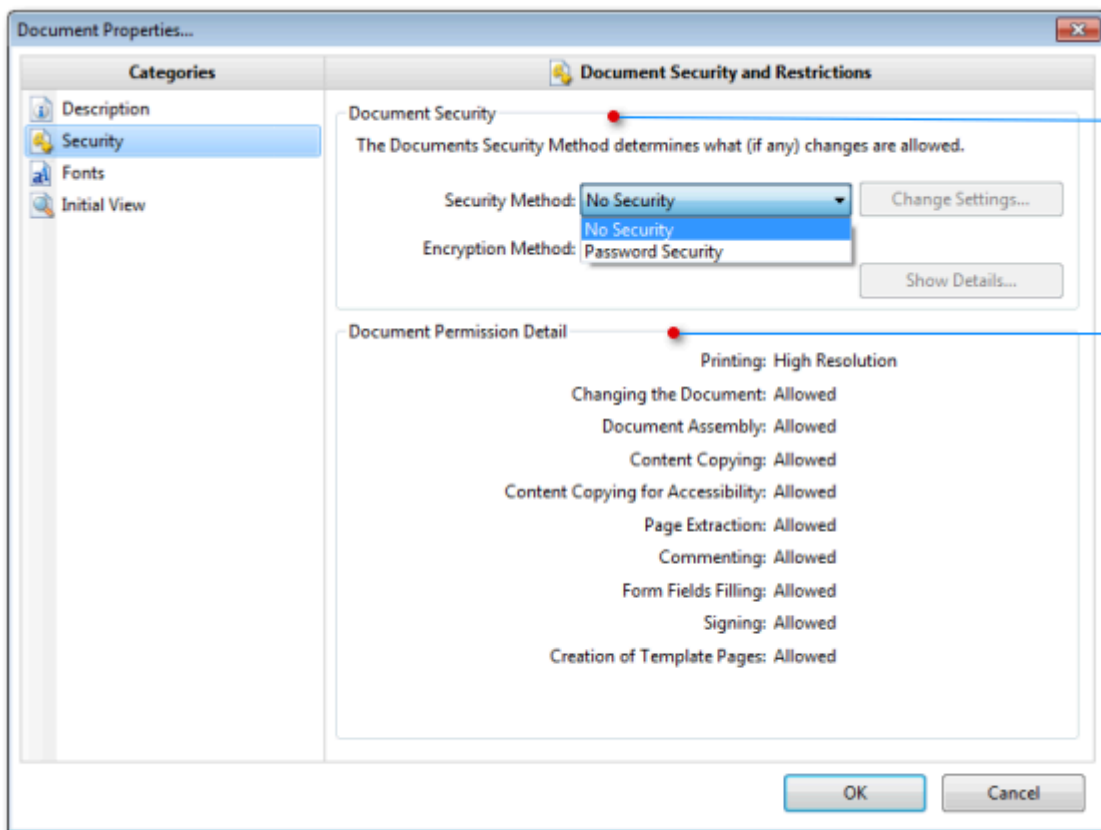 Document Properties...
Categories
Document Security and Restrictions
Description
Security
Fonts
Initial View
Document Security
The Documents Security Method determines what (if any) changes are allowed.
Security Method: No Security Change Settings...
No Security
Encryption Method: Password Security
Show Details...
Document Permission Detail
Printing: High Resolution
Changing the Document: Allowed
Document Assembly: Allowed
Content Copying: Allowed
Content Copying for Accessibility: Allowed
Page Extraction: Allowed
Commenting: Allowed
Form Fields Filling: Allowed
Signing: Allowed
Creation of Template Pages: Allowed
OK Cancel